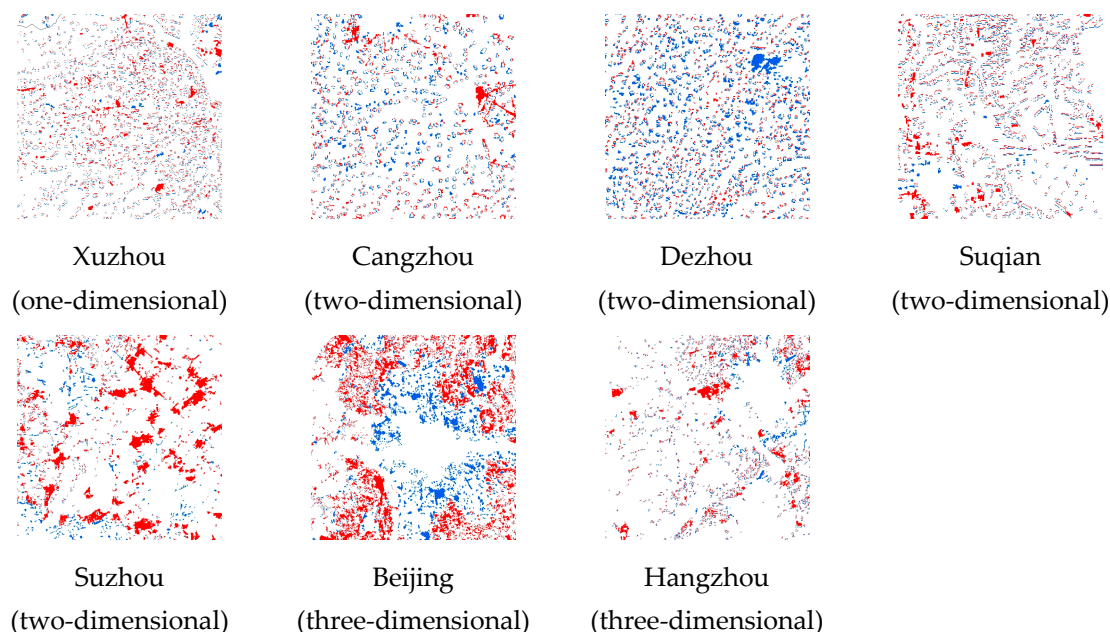 Xuzhou
(one-dimensional)
Cangzhou
(two-dimensional)
Dezhou
(two-dimensional)
Suqian
(two-dimensional)
Suzhou
(two-dimensional)
Beijing
(three-dimensional)
Hangzhou
(three-dimensional)